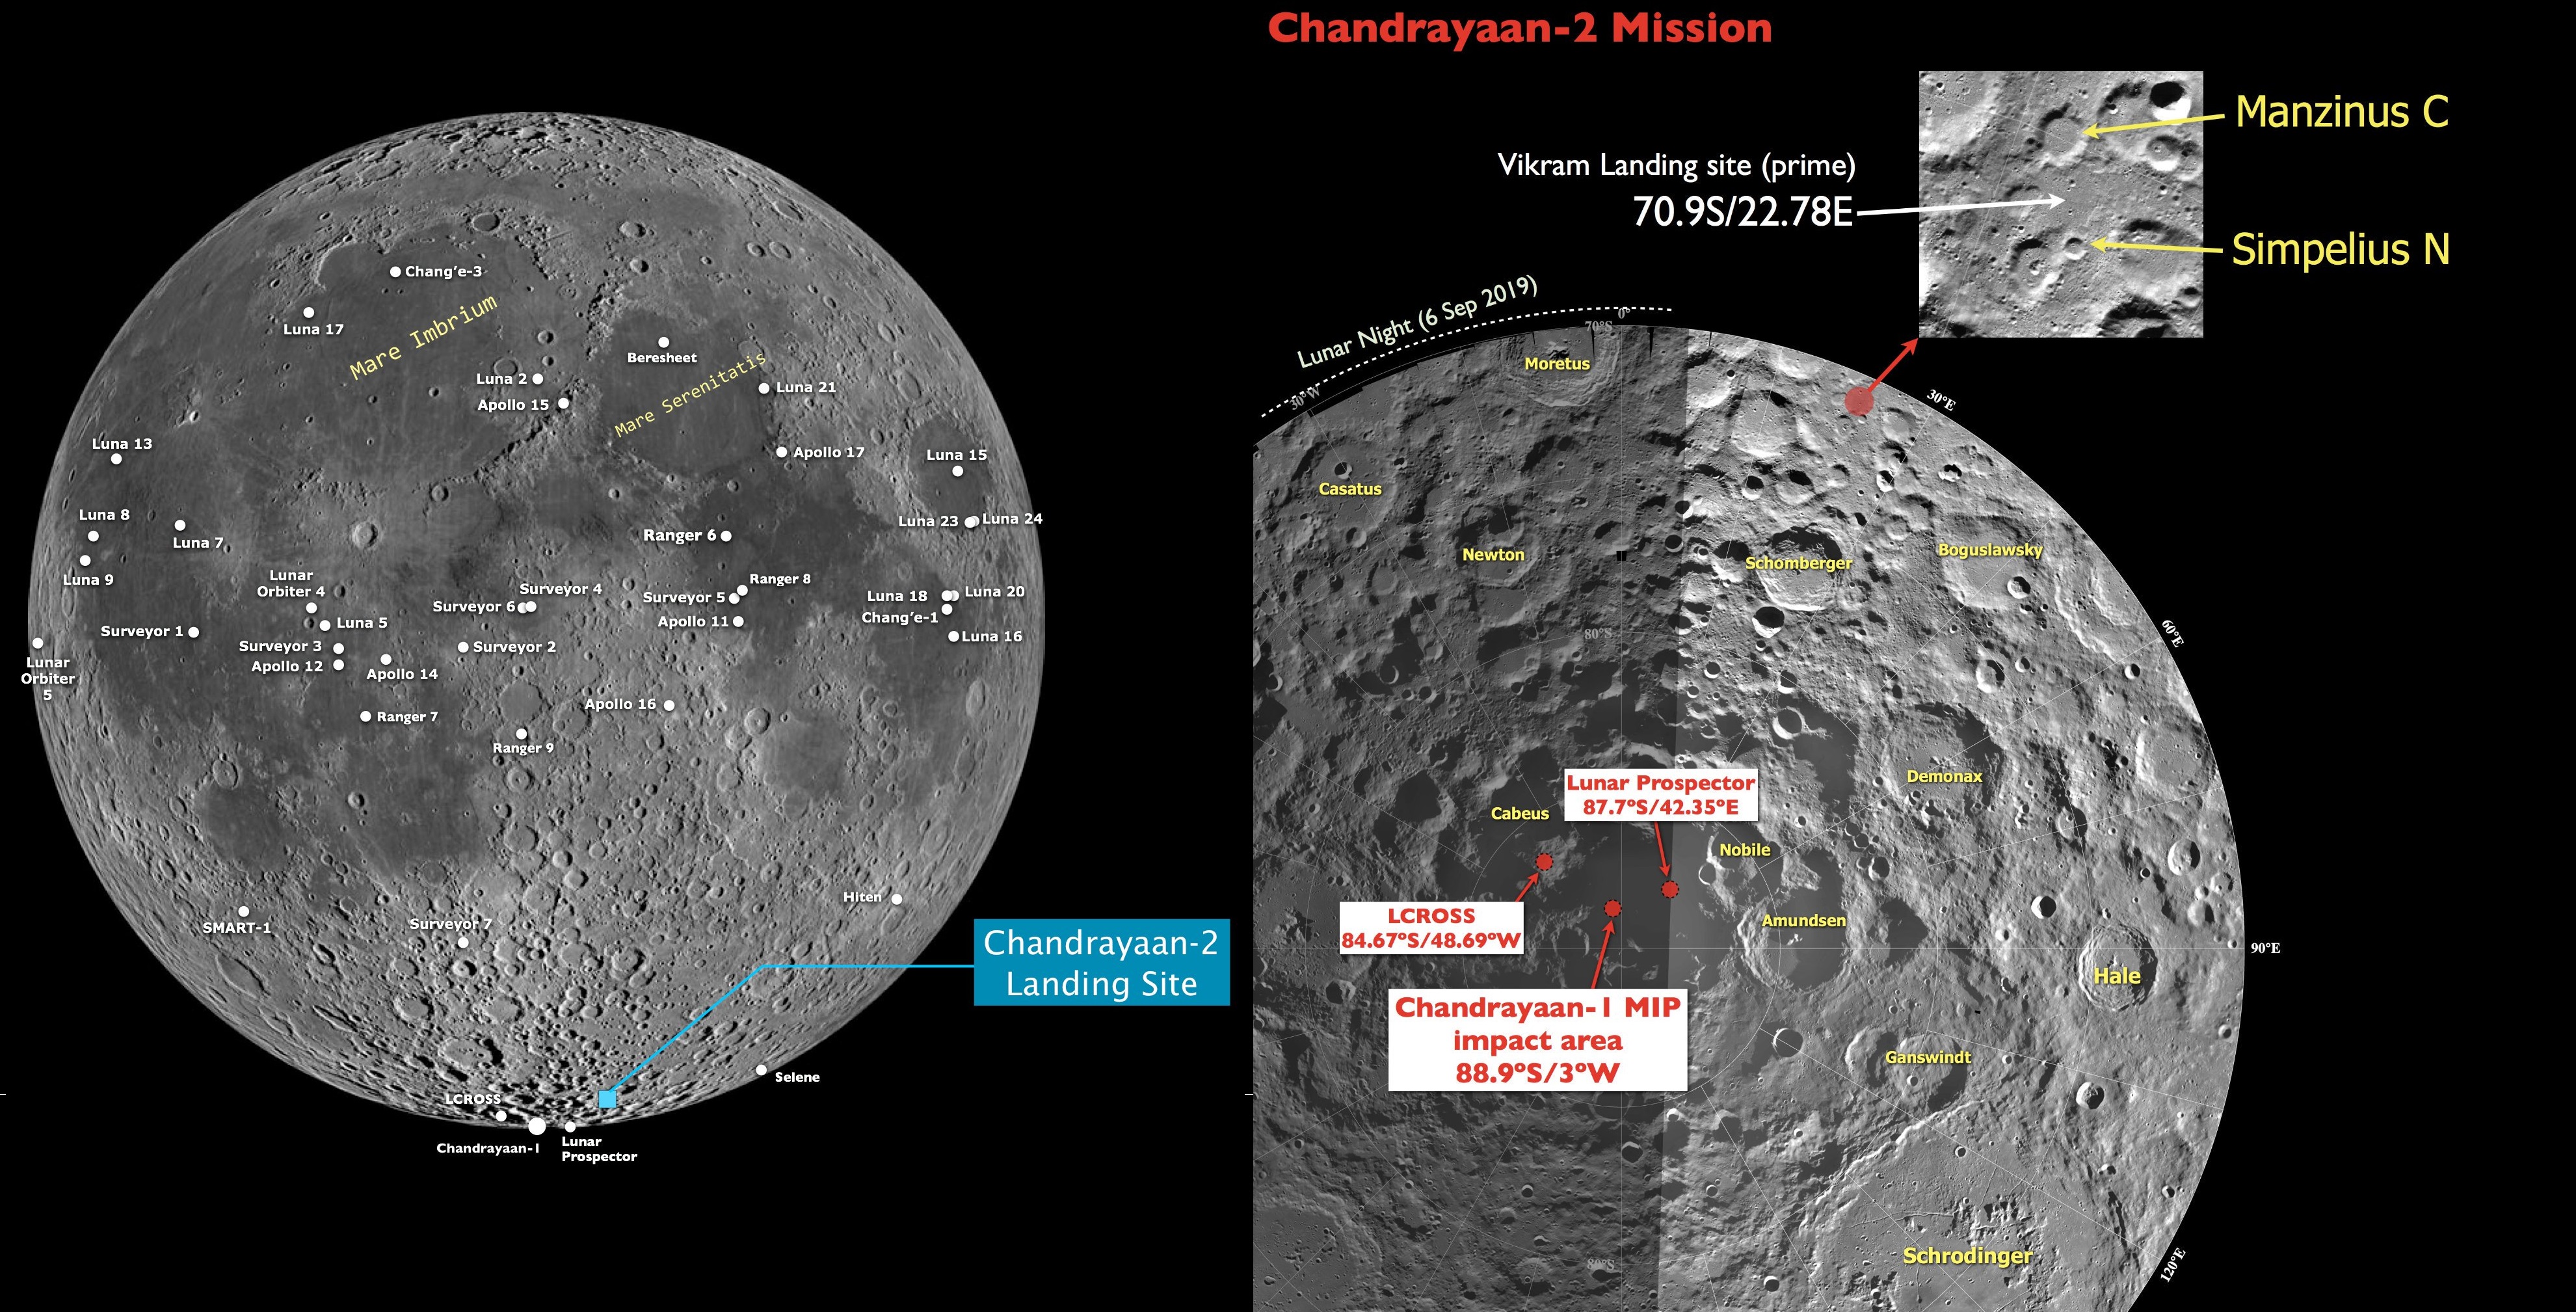 Chandrayaan-2 Mission
Manzinus C
Vikram Landing site (prime)
70.9S/22.78E
Simpelius N
Chang'e-3
Luna 17
Mare Imbrium
Beresheet
Luna 2
Luna 21
Apollo 15
Mare Serenitatis
Luna 13
Apollo 17
Luna 15
Luna 8
Luna 7
Luna 23
Luna 24
Ranger 6
Luna 9
Lunar
Orbiter 4
Surveyor 4
Ranger 8
Surveyor 6
Surveyor 5
Luna 18
Luna 20
Chang'e-1
Surveyor 1
Luna 5
Apollo 11
Luna 16
Surveyor 3
Surveyor 2
Apollo 12
Apollo 14
Lunar
Orbiter
5
Apollo 16
Ranger 7
Ranger 9
Hiten
SMART-1
Surveyor 7
Chandrayaan-2
Landing Site
Selene
LCROSS
Chandrayaan-1
Lunar
Prospector
Lunar Night (6 Sep 2019)
0°
70°S
30°W
Moretus
30°E
Casatus
Newton
Schomberger
Boguslawsky
80°S
60°E
Demonax
Lunar Prospector
87.7°S/42.35°E
Cabeus
Nobile
LCROSS
84.67°S/48.69°W
Amundsen
90°E
Hale
Chandrayaan-1 MIP
impact area
88.9°S/3°W
Ganswindt
Schrodinger
80°S
120°E